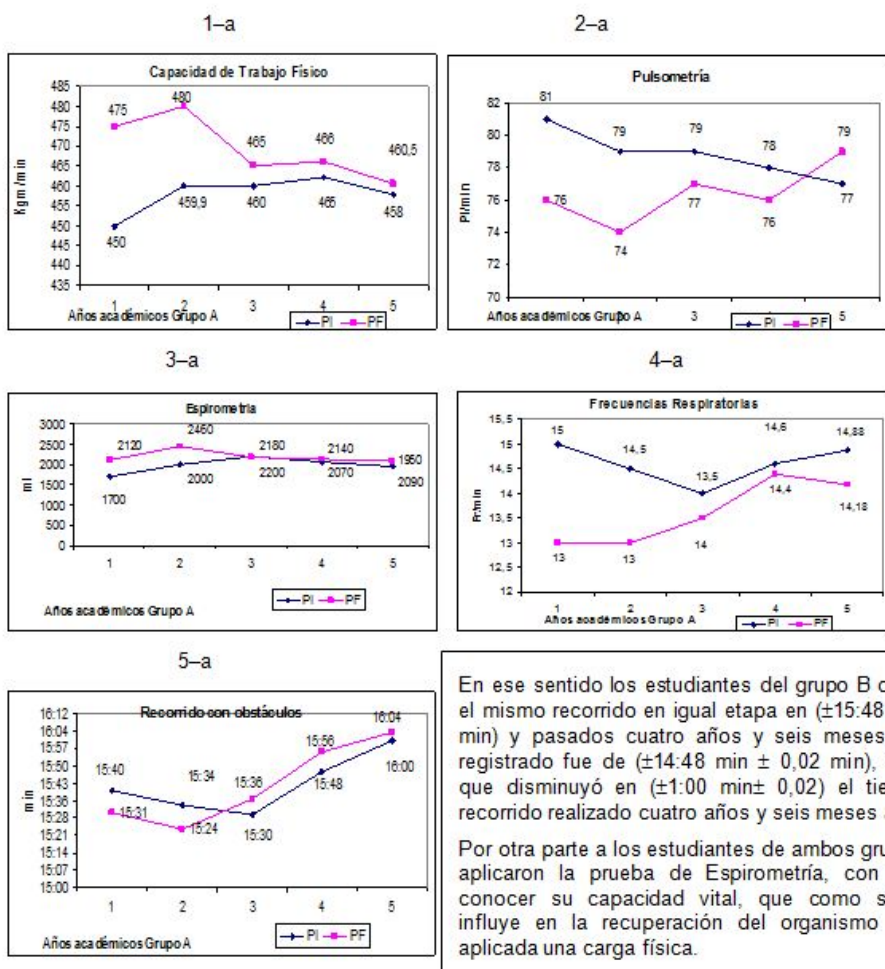 1–a
2–a
Capacidad de Trabajo Físico
485
480
475
470
465
460
455
450
445
440
435
Kgm/min
475
480
465
466
460,5
450
459,9
460
465
458
1 2 3 4 5
Años académicos Grupo A
PI PF
Pulsometría
82
80
78
76
74
72
70
Pl/min
81
79
79
78
79
76
74
77
76
77
3 5
Años académicos Grupo A
PI PF
3–a
4–a
Espirometria
3000
2500
2000
1500
1000
500
0
ml
2120
2460
2180
2140
1950
1700
2000
2200
2070
2090
1 2 3 4 5
Años académicos Grupo A
PI PF
Frecuencias Respiratorias
15,5
15
14,5
14
13,5
13
12,5
12
Fr/min
15
14,5
13,5
14,6
14,88
13
13
14
14,4
14,18
1 2 3 4 5
Años académicos Grupo A
PI PF
5–a
Recorrido con obstáculos
16:12
16:04
15:57
15:50
15:43
15:36
15:28
15:21
15:14
15:07
15:00
min
15:40
15:34
15:36
15:56
16:04
15:31
15:24
15:30
15:48
16:00
1 2 3 4 5
Años académicos Grupo A
PI PF
En ese sentido los estudiantes del grupo B
el mismo recorrido en igual etapa en (±15:48
min) y pasados cuatro años y seis meses
registrado fue de (±14:48 min ± 0,02 min),
que disminuyó en (±1:00 min± 0,02) el
recorrido realizado cuatro años y seis meses
Por otra parte a los estudiantes de ambos
aplicaron la prueba de Espirometría, con
conocer su capacidad vital, que como
influye en la recuperación del organismo
aplicada una carga física.